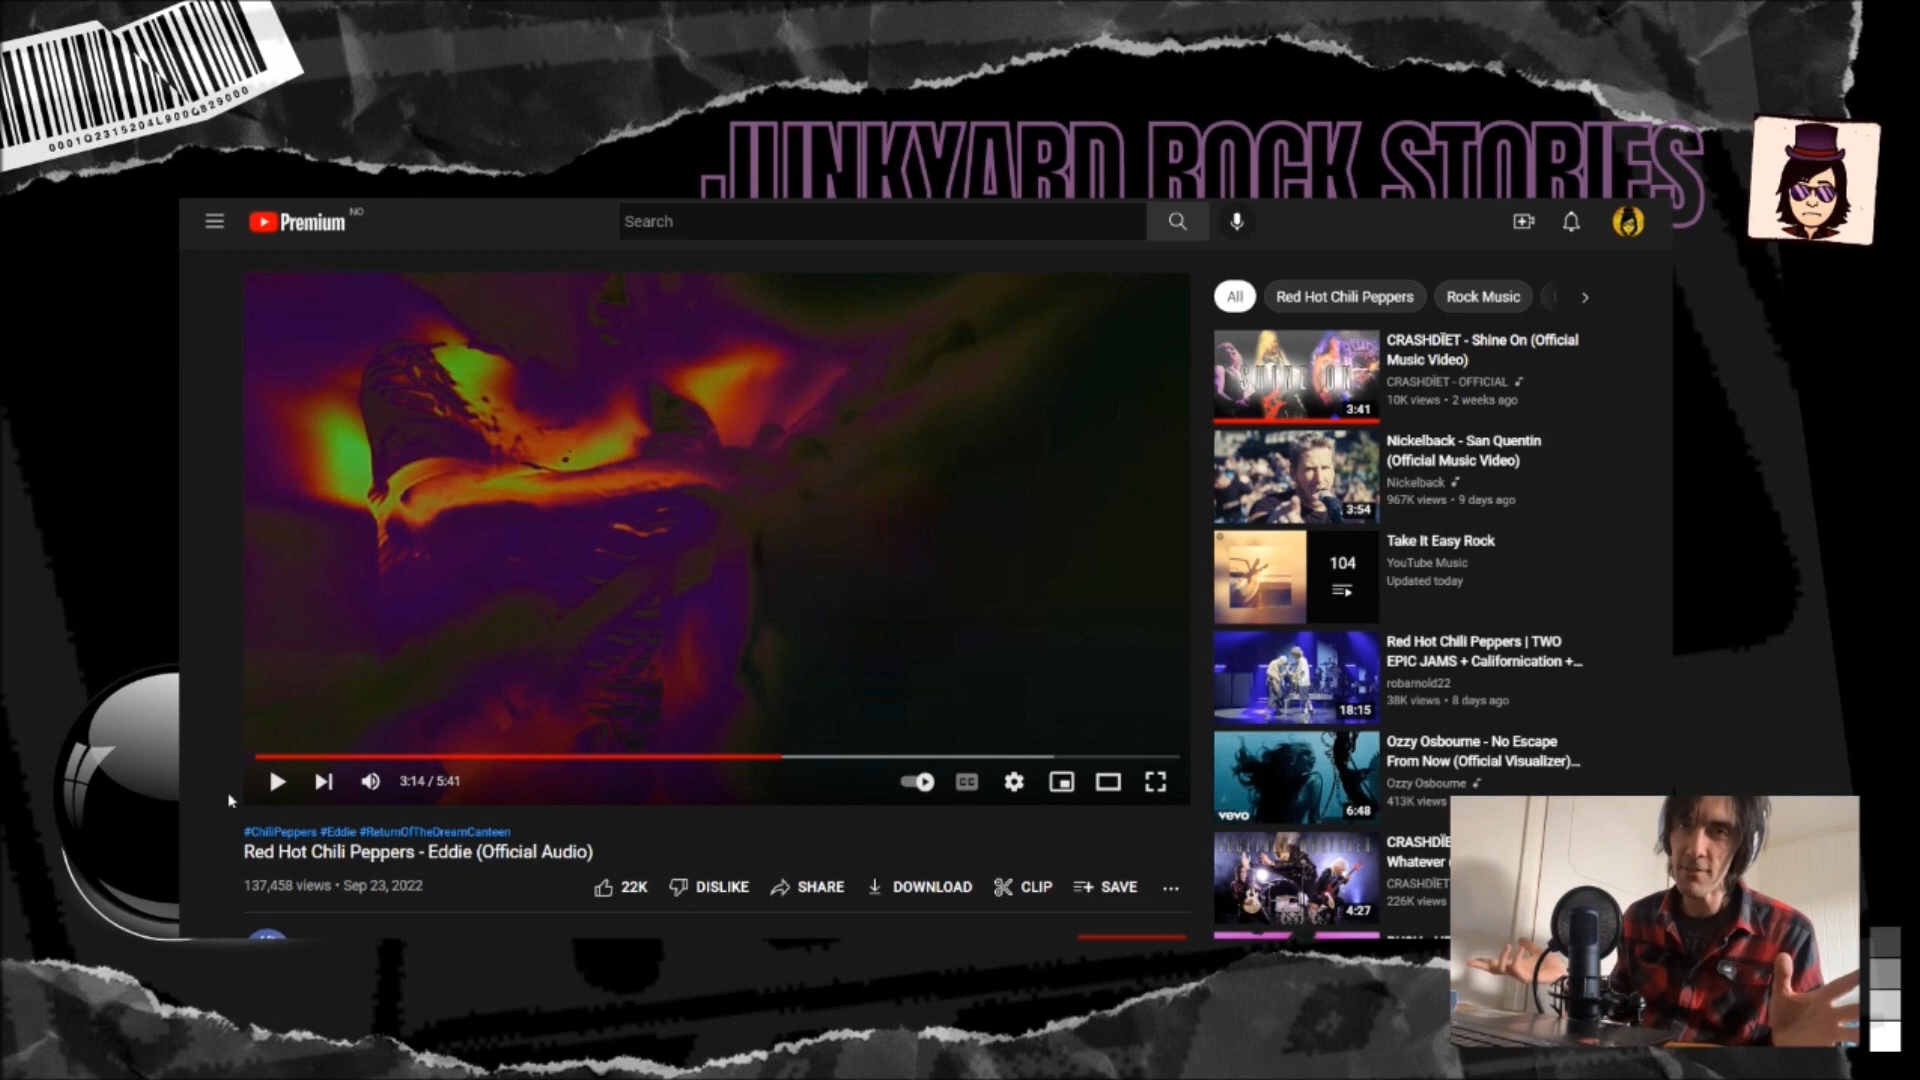 0001Q2315204L900G829000
JUNKYARD ROCK STORIES
Premium NO
Search
All
Red Hot Chili Peppers
Rock Music
CRASHDÏET - Shine On (Official
Music Video)
CRASHDÏET - OFFICIAL
10K views • 2 weeks ago
SHINE ON
3:41
Nickelback - San Quentin
(Official Music Video)
Nickelback
967K views • 9 days ago
3:54
Take It Easy Rock
YouTube Music
Updated today
104
Red Hot Chili Peppers | TWO
EPIC JAMS + Californication +...
robarnold22
38K views • 8 days ago
18:15
Ozzy Osbourne - No Escape
From Now (Official Visualizer)...
Ozzy Osbourne
413K views
vevo
6:48
CRASHDÏE
Whatever
CRASHDÏET
226K views
4:27
3:14 / 5:41
CC
#ChiliPeppers #Eddie #ReturnOfTheDreamCanteen
Red Hot Chili Peppers - Eddie (Official Audio)
137,458 views • Sep 23, 2022
22K
DISLIKE
SHARE
DOWNLOAD
CLIP
SAVE